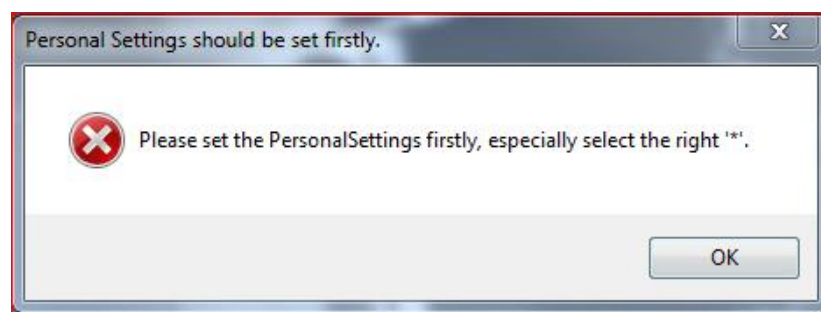 Personal Settings should be set firstly.
Please set the PersonalSettings firstly, especially select the right '*'.
OK